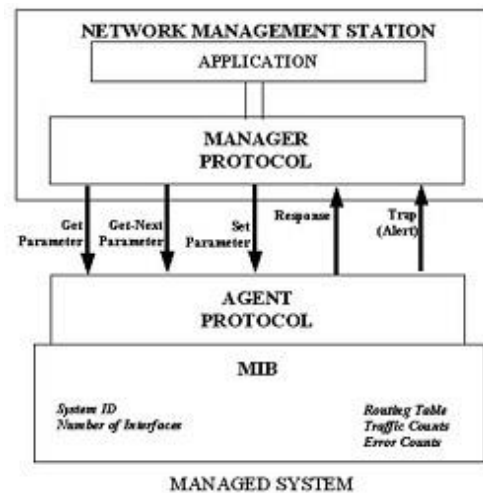 NETWORK MANAGEMENT STATION
APPLICATION
MANAGER
PROTOCOL
Get
Parameter
Get-Next
Parameter
Set
Parameter
Response
Trap
(Alert)
AGENT
PROTOCOL
MIB
System ID
Number of Interfaces
Routing Table
Traffic Counts
Error Counts
MANAGED SYSTEM